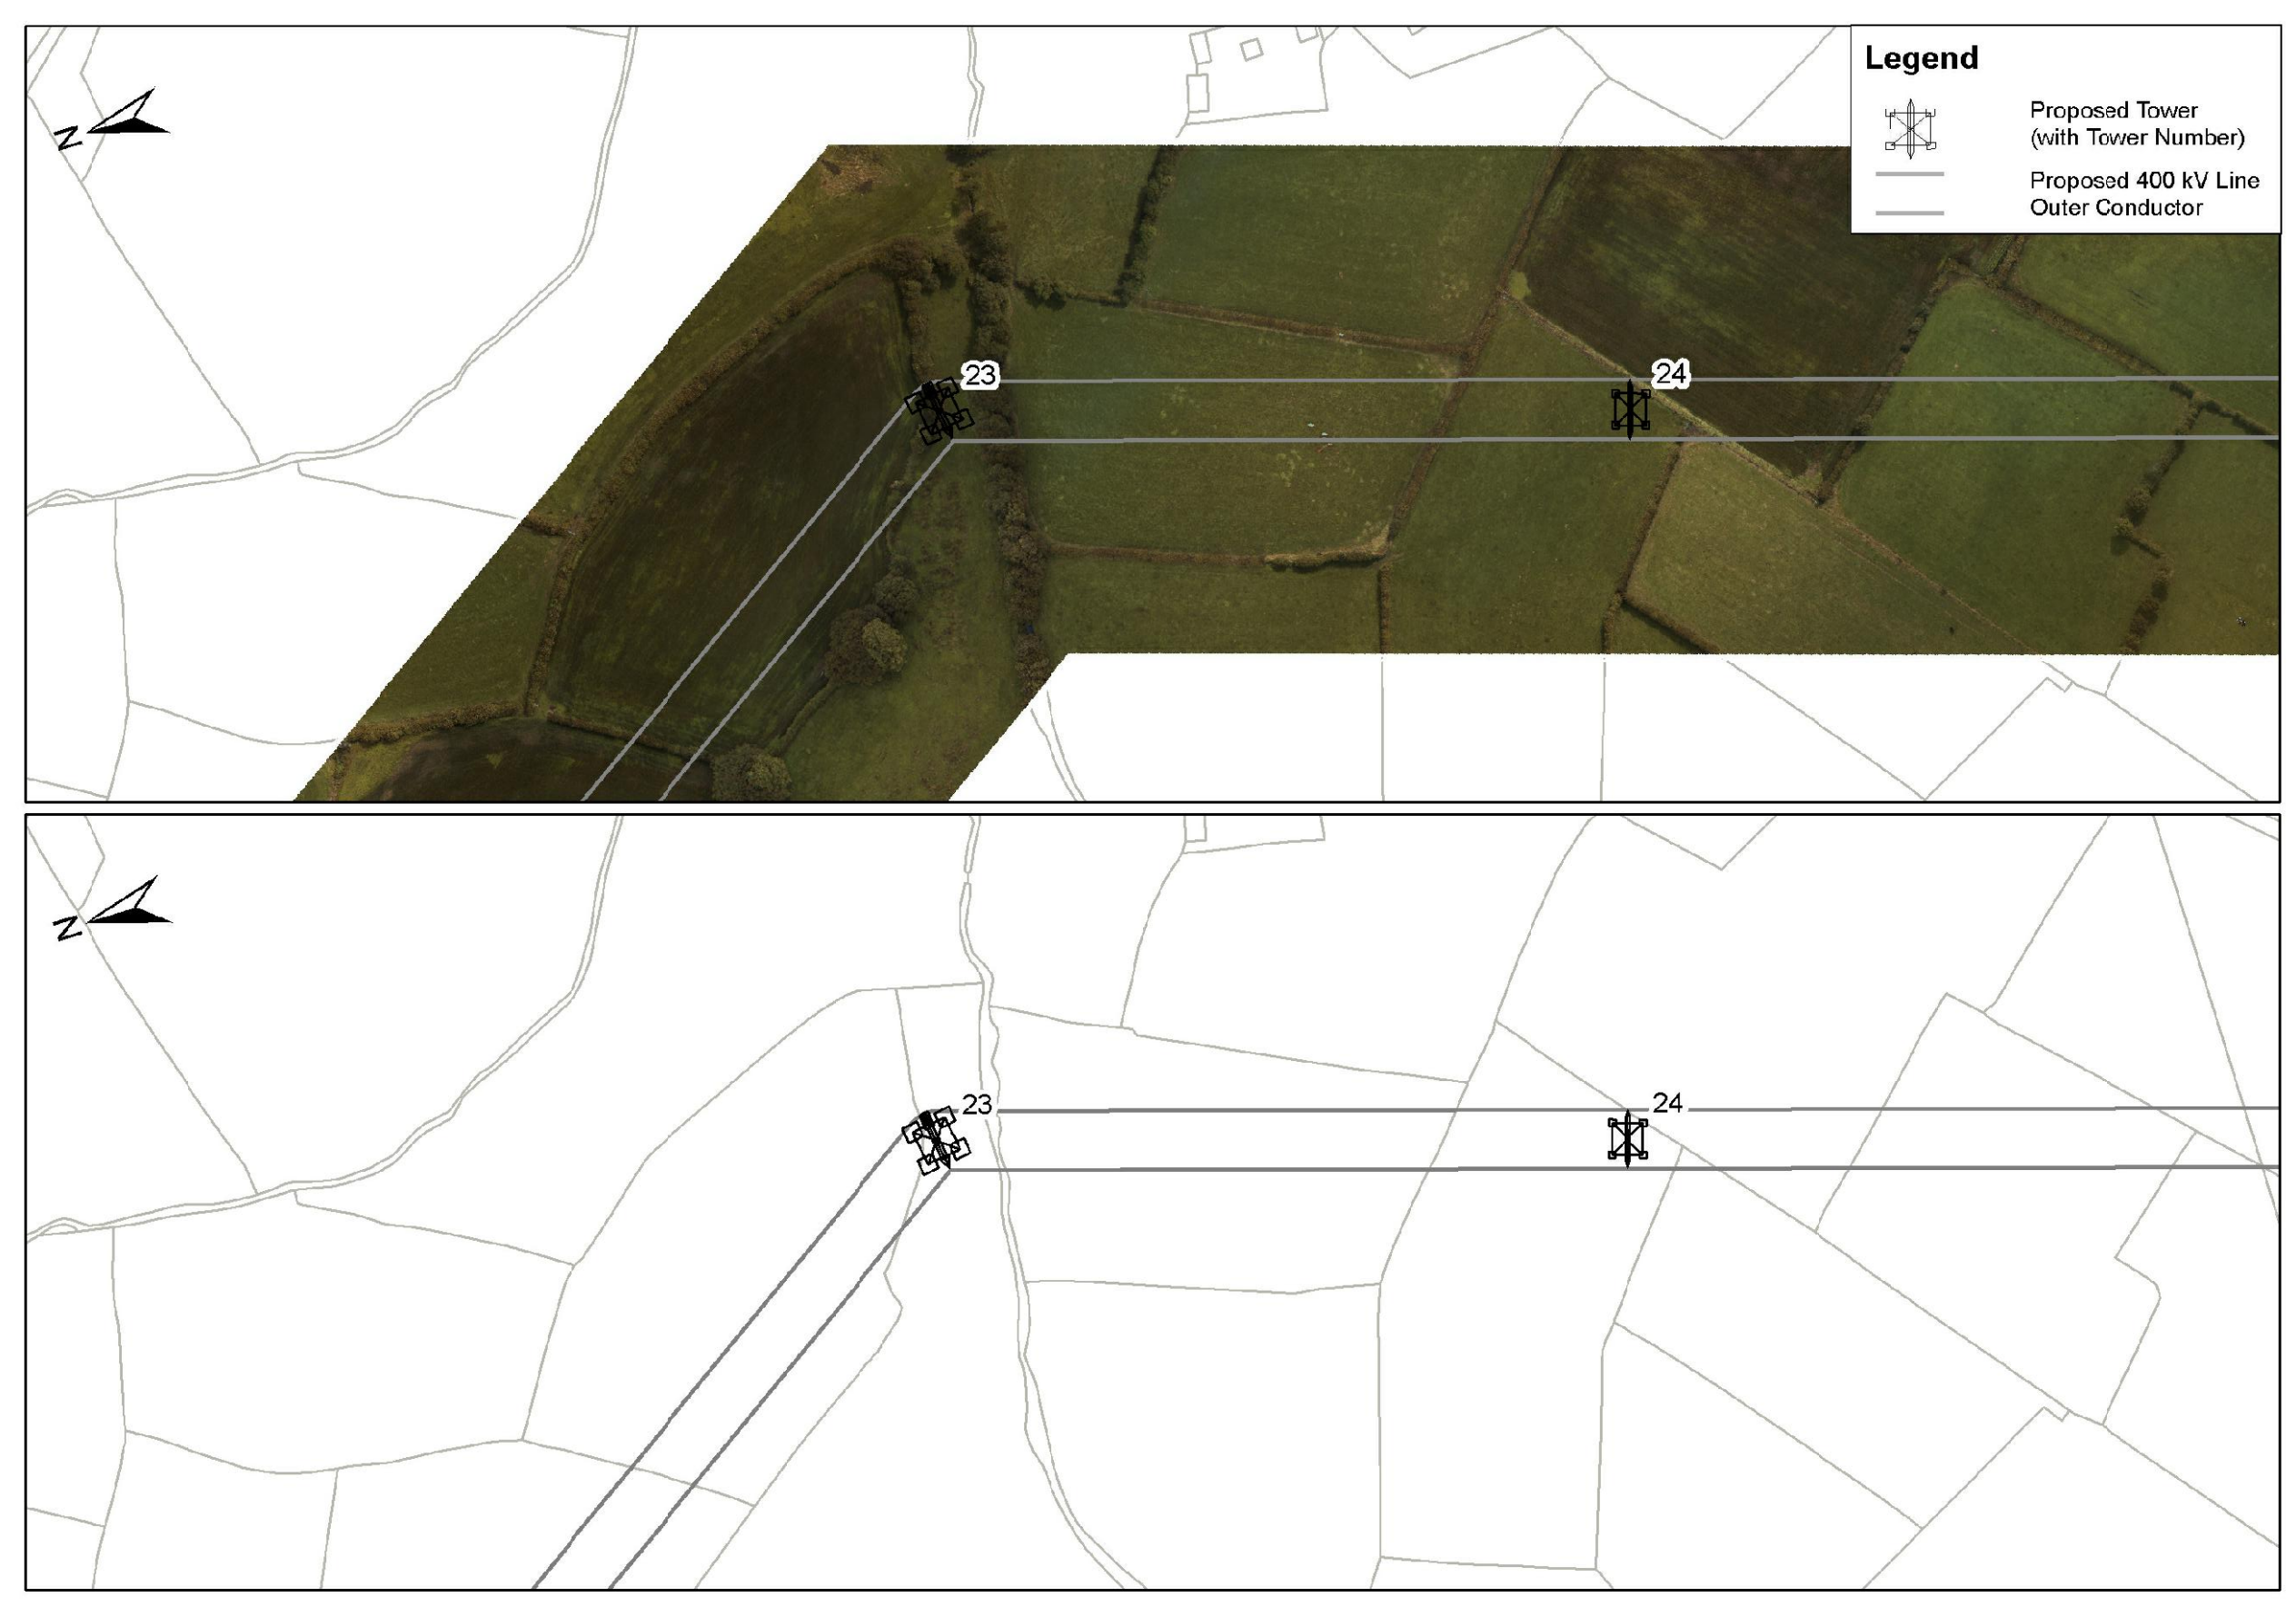 Legend
N
Proposed Tower
(with Tower Number)
Proposed 400 kV Line
Outer Conductor
23
24
N
23
24